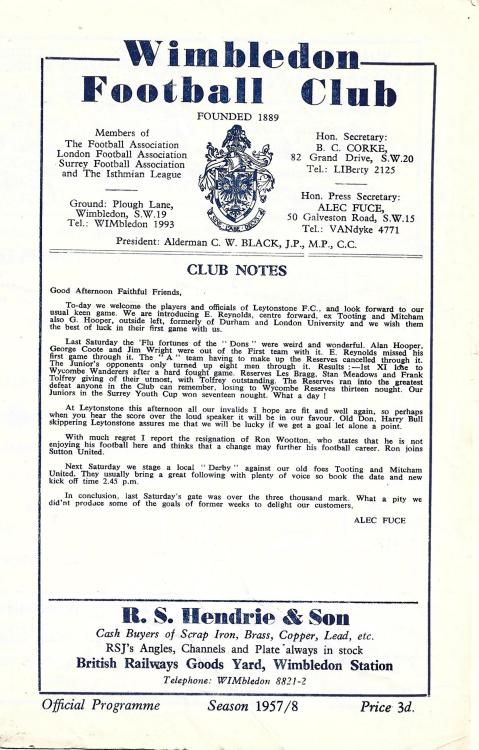 Wimbledon
Football Club
FOUNDED 1889
Members of
The Football Association
London Football Association
Surrey Football Association
and The Isthmian League
Ground: Plough Lane,
Wimbledon, S.W.19
Tel.: WIMbledon 1993
Hon. Secretary:
B. C. CORKE,
82 Grand Drive, S.W.20
Tel.: LIBerty 2125
Hon. Press Secretary:
ALEC FUCE,
50 Galveston Road, S.W.15
Tel.: VANdyke 4771
President: Alderman C. W. BLACK, J.P., M.P., C.C.
CLUB NOTES
Good Afternoon Faithful Friends,
To-day we welcome the players and officials of Leytonstone F.C., and look forward to our
usual keen game. We are introducing E. Reynolds, centre forward, ex Tooting and Mitcham
also G. Hooper, outside left, formerly of Durham and London University and we wish them
the best of luck in their first game with us.
Last Saturday the 'Flu fortunes of the "Dons" were weird and wonderful. Alan Hooper,
George Coote and Jim Wright were out of the First team with it. E. Reynolds missed his
first game through it. The "A" team having to make up the Reserves cancelled through it.
The Junior's opponents only turned up eight men through it. Results :—1st XI lose to
Wycombe Wanderers after a hard fought game. Reserves Les Bragg, Stan Meadows and Frank
Tolfrey giving of their utmost, with Tolfrey outstanding. The Reserves ran into the greatest
defeat anyone in the Club can remember, losing to Wycombe Reserves thirteen nought. Our
Juniors in the Surrey Youth Cup won seventeen nought. What a day !
At Leytonstone this afternoon all our invalids I hope are fit and well again, so perhaps
when you hear the score over the loud speaker it will be in our favour. Old Don, Harry Bull
skippering Leytonstone assures me that we will be lucky if we get a goal let alone a point.
With much regret I report the resignation of Ron Wootton, who states that he is not
enjoying his football here and thinks that a change may further his football career. Ron joins
Sutton United.
Next Saturday we stage a local "Derby" against our old foes Tooting and Mitcham
United. They usually bring a great following with plenty of voice so book the date and new
kick off time 2.45 p.m.
In conclusion, last Saturday's gate was over the three thousand mark. What a pity we
did'nt produce some of the goals of former weeks to delight our customers.
ALEC FUCE
R. S. Hendrie & Son
Cash Buyers of Scrap Iron, Brass, Copper, Lead, etc.
RSJ's Angles, Channels and Plate always in stock
British Railways Goods Yard, Wimbledon Station
Telephone: WIMbledon 8821-2
Official Programme Season 1957/8 Price 3d.